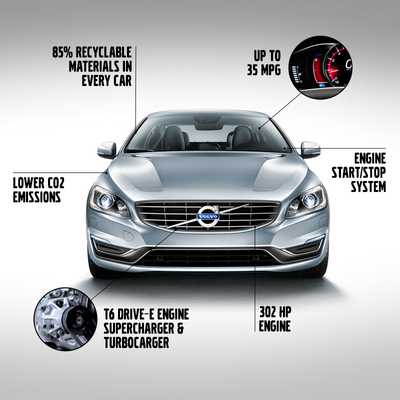 85% RECYCLABLE
MATERIALS IN
EVERY CAR
UP TO
35 MPG
ENGINE
START/STOP
SYSTEM
LOWER CO2
EMISSIONS
VOLVO
T6 DRIVE-E ENGINE
SUPERCHARGER &
TURBOCARGER
302 HP
ENGINE